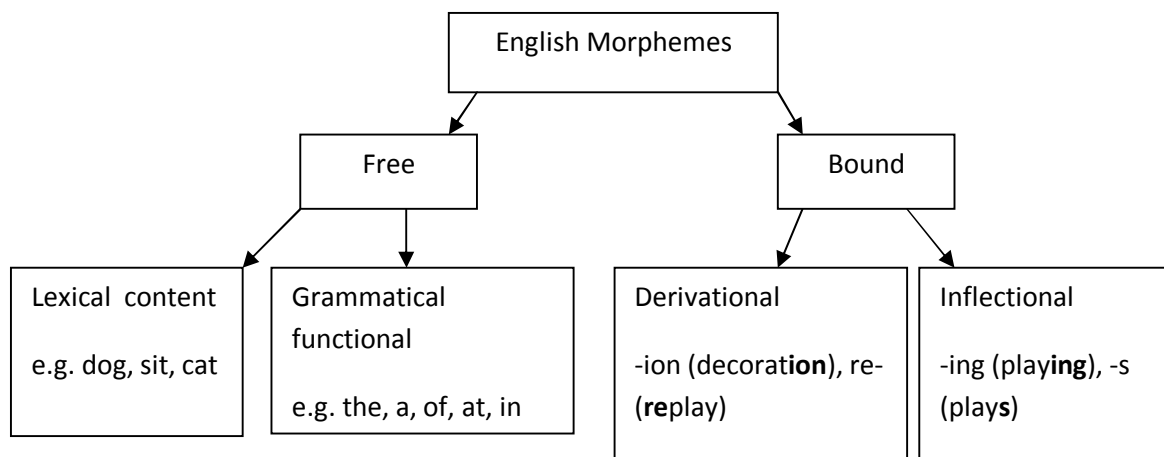 English Morphemes
Free
Bound
Lexical content
e.g. dog, sit, cat
Grammatical
functional
e.g. the, a, of, at, in
Derivational
-ion (decoration), re-
(replay)
Inflectional
-ing (playing), -s
(plays)